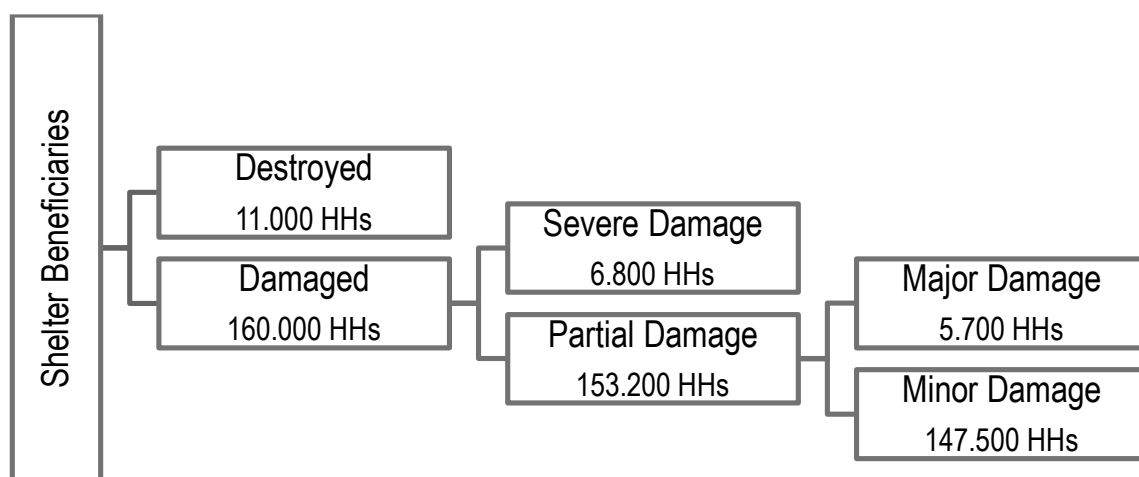 Shelter Beneficiaries
Destroyed
11.000 HHs
Damaged
160.000 HHs
Severe Damage
6.800 HHs
Partial Damage
153.200 HHs
Major Damage
5.700 HHs
Minor Damage
147.500 HHs